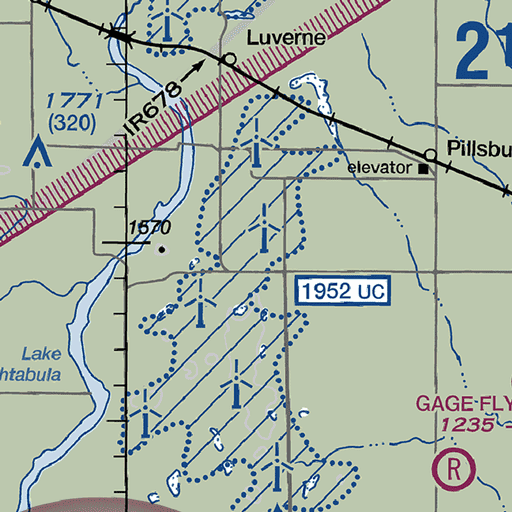 Luverne
21
IR678
1771
(320)
Pillsbu
elevator
1570
1952 UC
Lake
htabula
GAGE FLY
1235
R